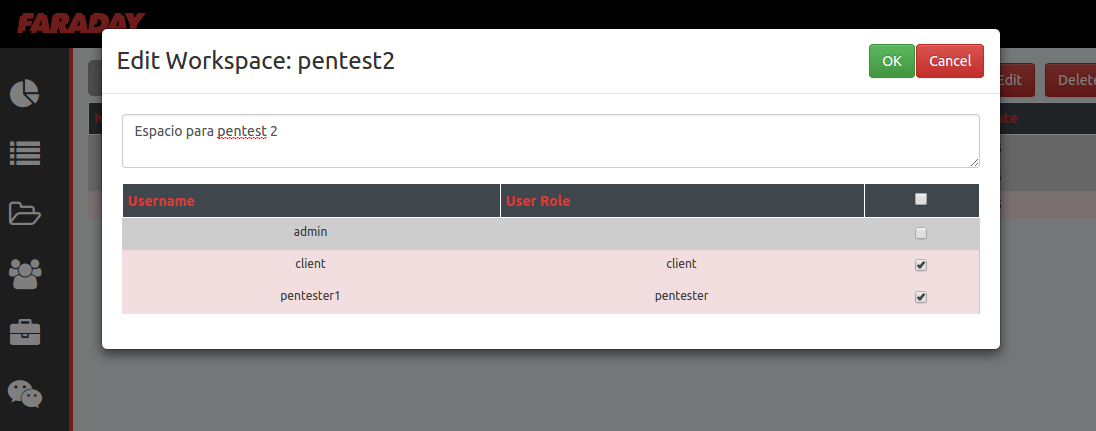 FARADAY
Edit Workspace: pentest2
OK
Cancel
Edit
Delete
Espacio para pentest 2
Username
User Role
admin
client
client
pentester1
pentester